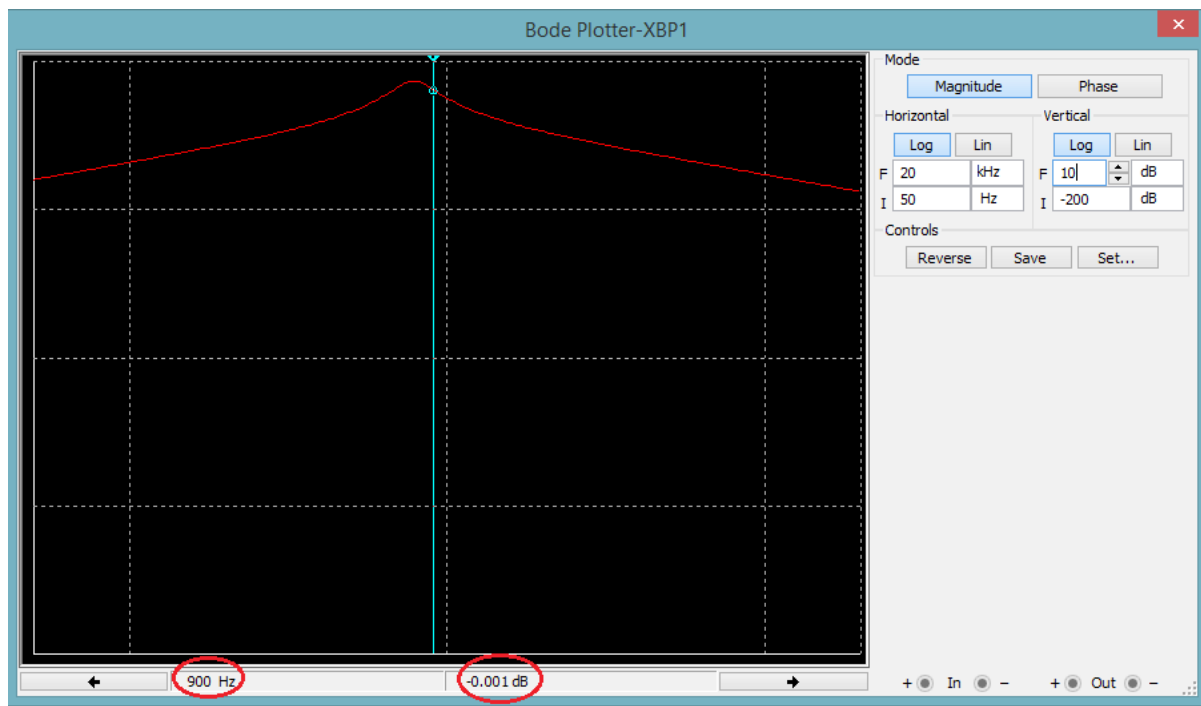 Bode Plotter-XBP1
×
Mode
Magnitude Phase
Horizontal Vertical
Log Lin Log Lin
F 20 kHz F 10 dB
I 50 Hz I -200 dB
Controls
Reverse Save Set...
900 Hz -0.001 dB
+ In − + Out −